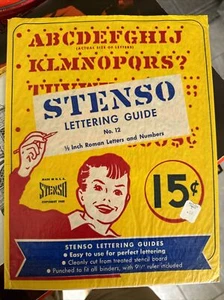 ABCDEFGHIJ
(ACTUAL SIZE OF LETTERS)
KLMNOPQRS?
STENSO
LETTERING GUIDE
No. 12
½ Inch Roman Letters and Numbers
MADE IN U.S.A.
STENSO
15¢
STENSO LETTERING GUIDES
• Easy to use for perfect lettering
• Cleanly cut from treated stencil board
• Punched to fit all binders, with 9½" ruler included